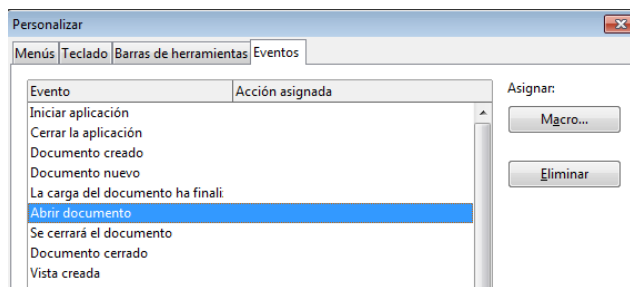 Personalizar
Menús Teclado Barras de herramientas Eventos
Evento Acción asignada Asignar:
Iniciar aplicación
Macro...
Cerrar la aplicación
Documento creado
Documento nuevo
Eliminar
La carga del documento ha finali:
Abrir documento
Se cerrará el documento
Documento cerrado
Vista creada